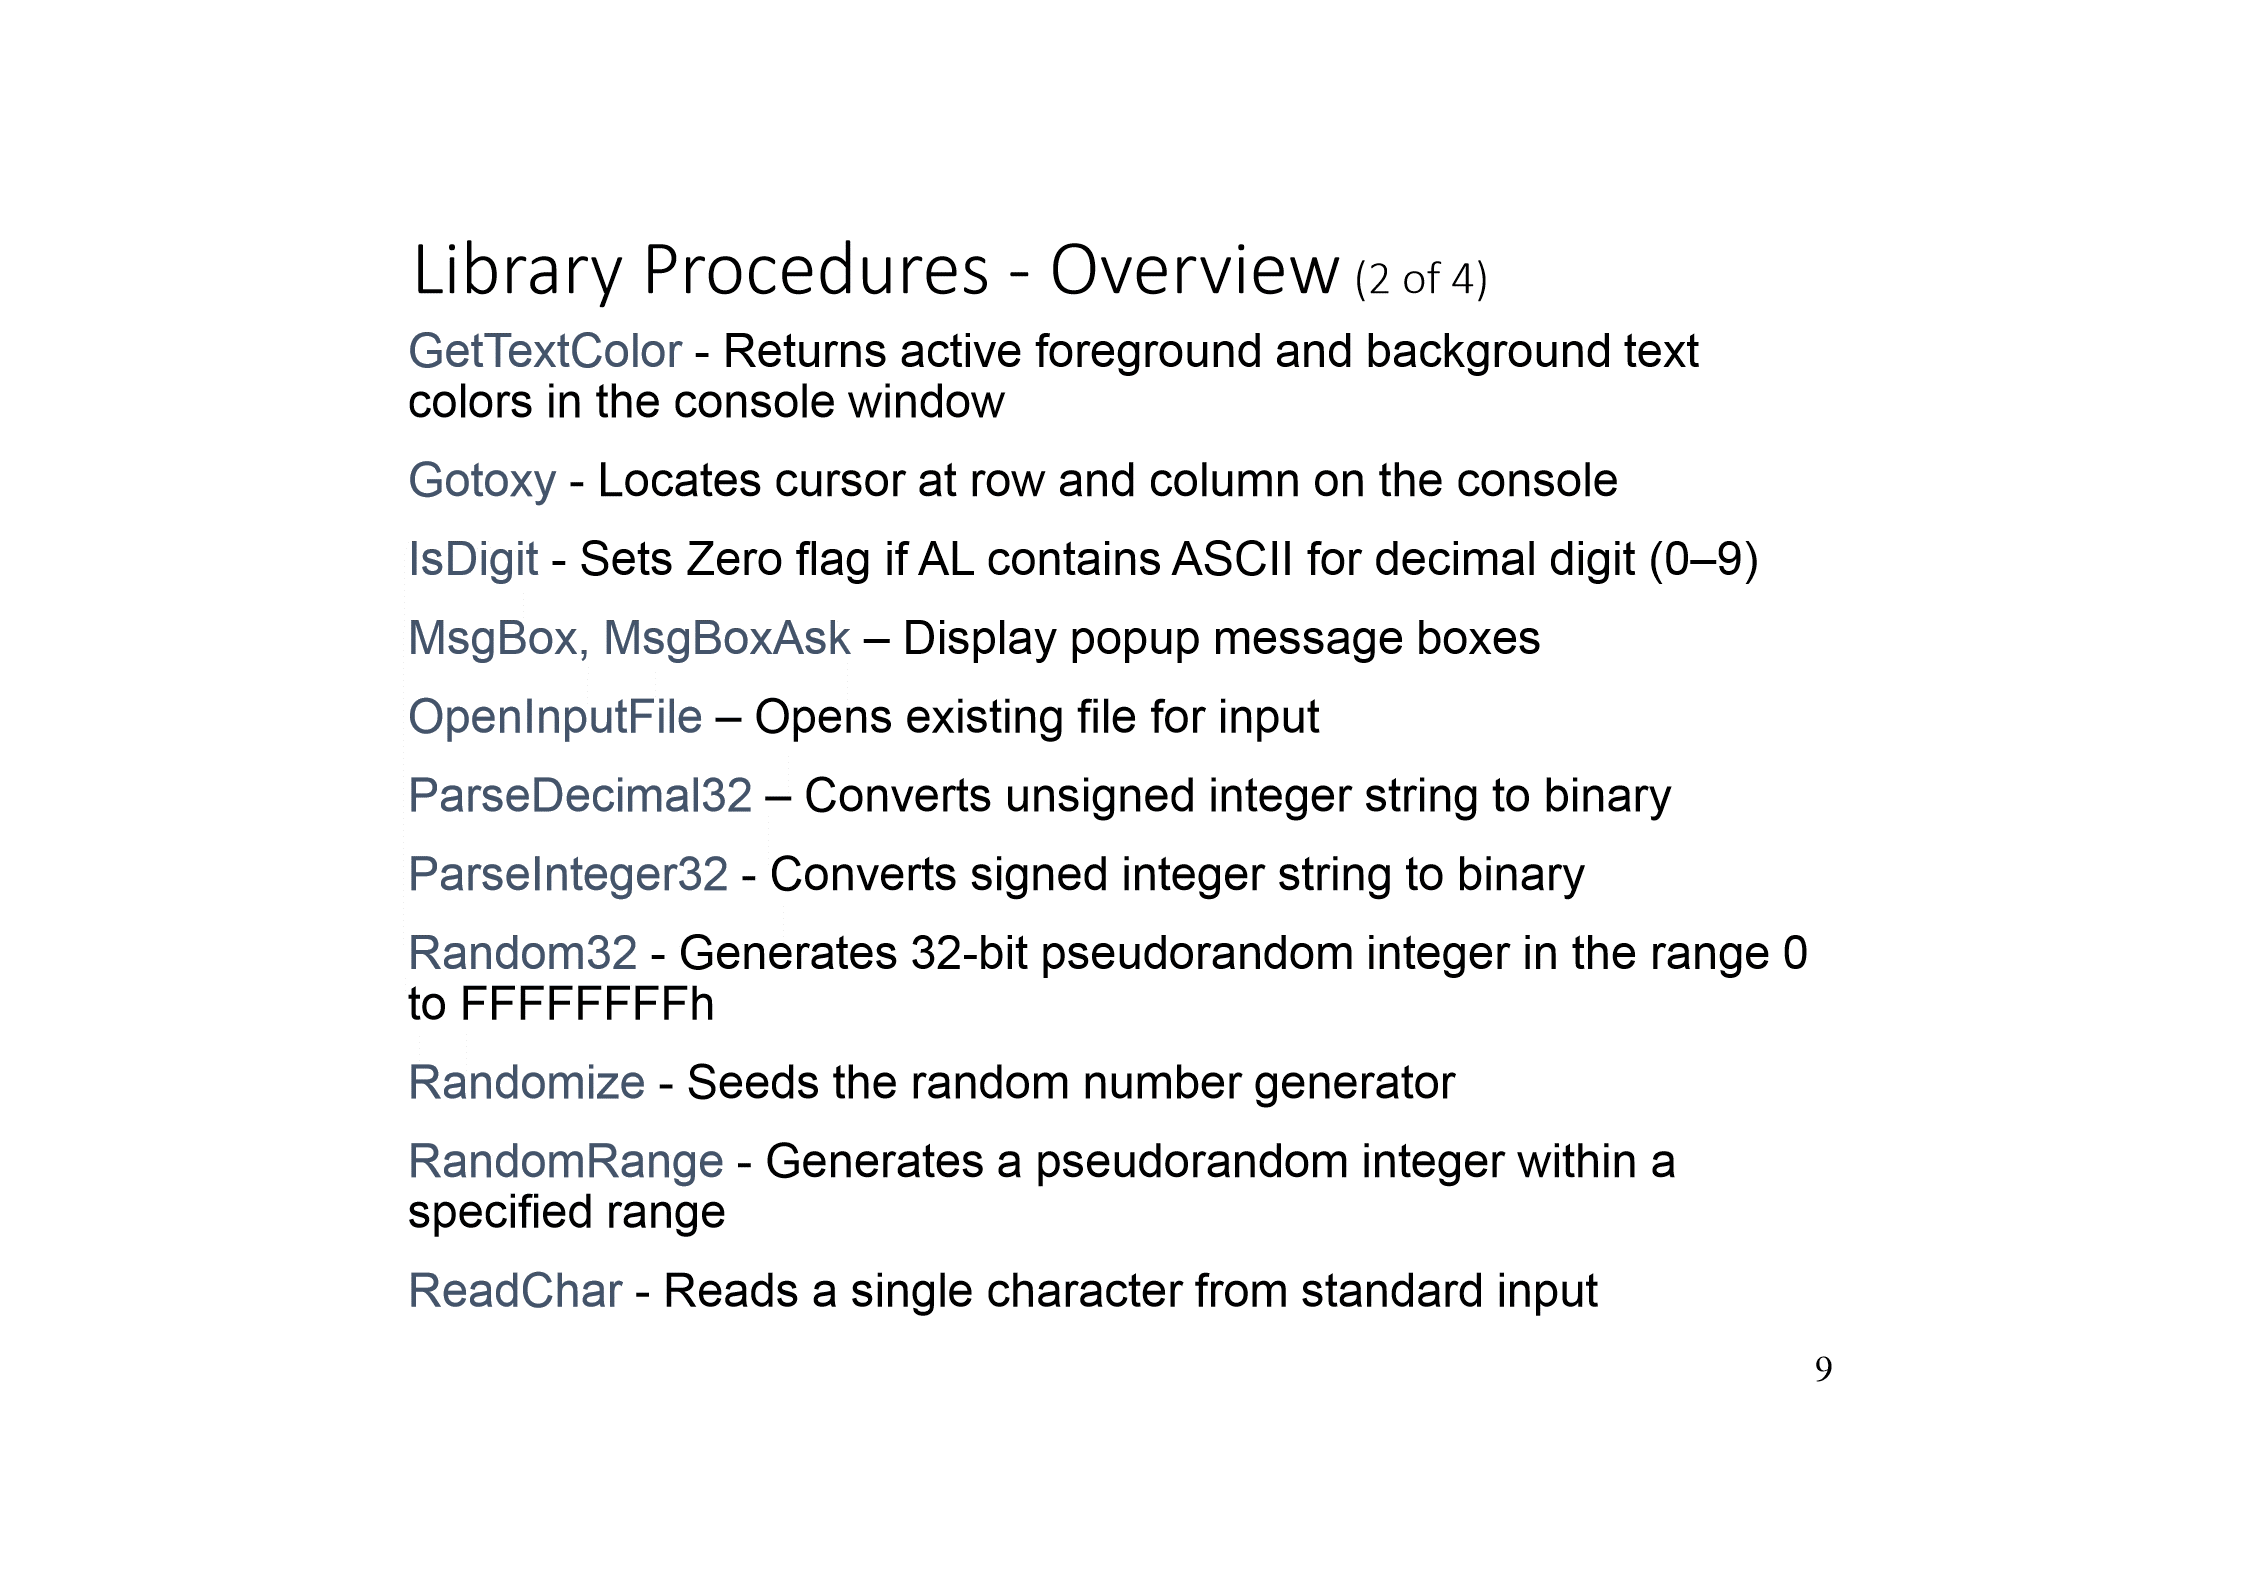 Library Procedures - Overview (2 of 4)
GetTextColor - Returns active foreground and background text
colors in the console window
Gotoxy - Locates cursor at row and column on the console
IsDigit - Sets Zero flag if AL contains ASCII for decimal digit (0–9)
MsgBox, MsgBoxAsk – Display popup message boxes
OpenInputFile – Opens existing file for input
ParseDecimal32 – Converts unsigned integer string to binary
ParseInteger32 - Converts signed integer string to binary
Random32 - Generates 32-bit pseudorandom integer in the range 0
to FFFFFFFFh
Randomize - Seeds the random number generator
RandomRange - Generates a pseudorandom integer within a
specified range
ReadChar - Reads a single character from standard input
9